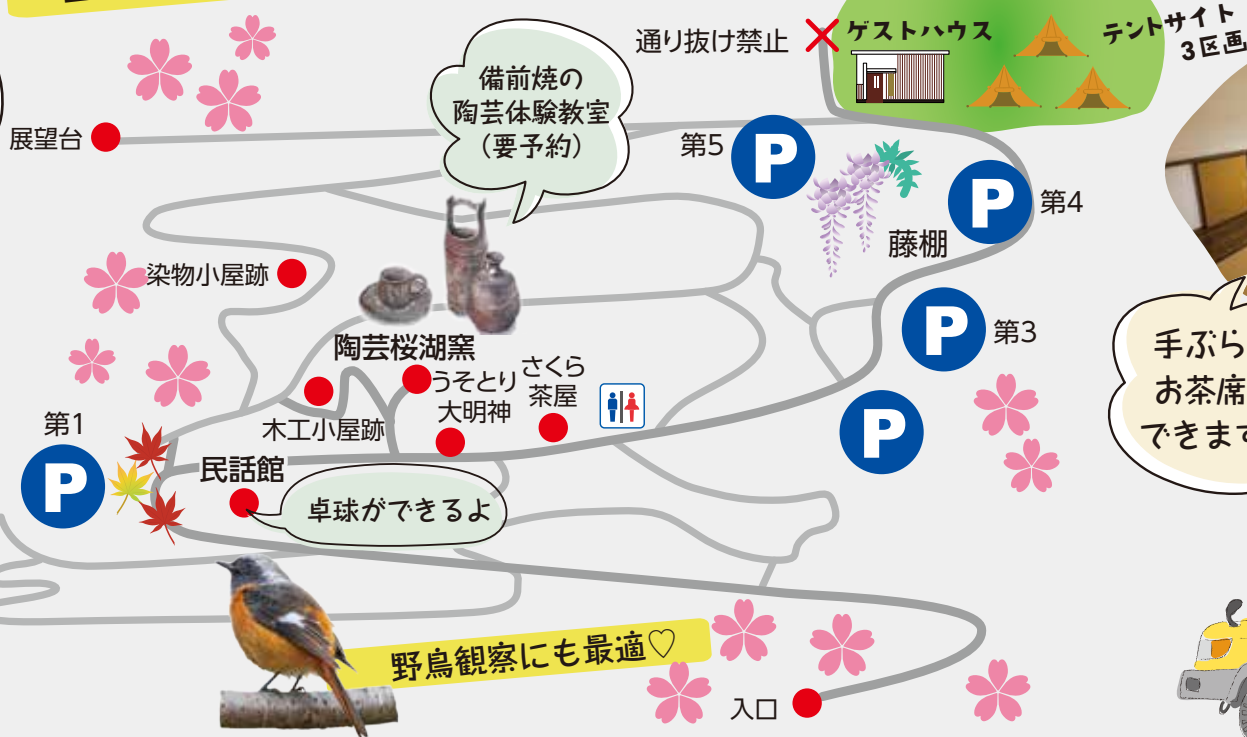 通り抜け禁止
ゲストハウス
テントサイト
3区画
備前焼の
陶芸体験教室
（要予約）
展望台
第5
P
P
第4
藤棚
染物小屋跡
P
第3
陶芸桜湖窯
うそとり
大明神
さくら
茶屋
木工小屋跡
P
手ぶら
お茶席
できます
第1
P
民話館
卓球ができるよ
野鳥観察にも最適♡
入口